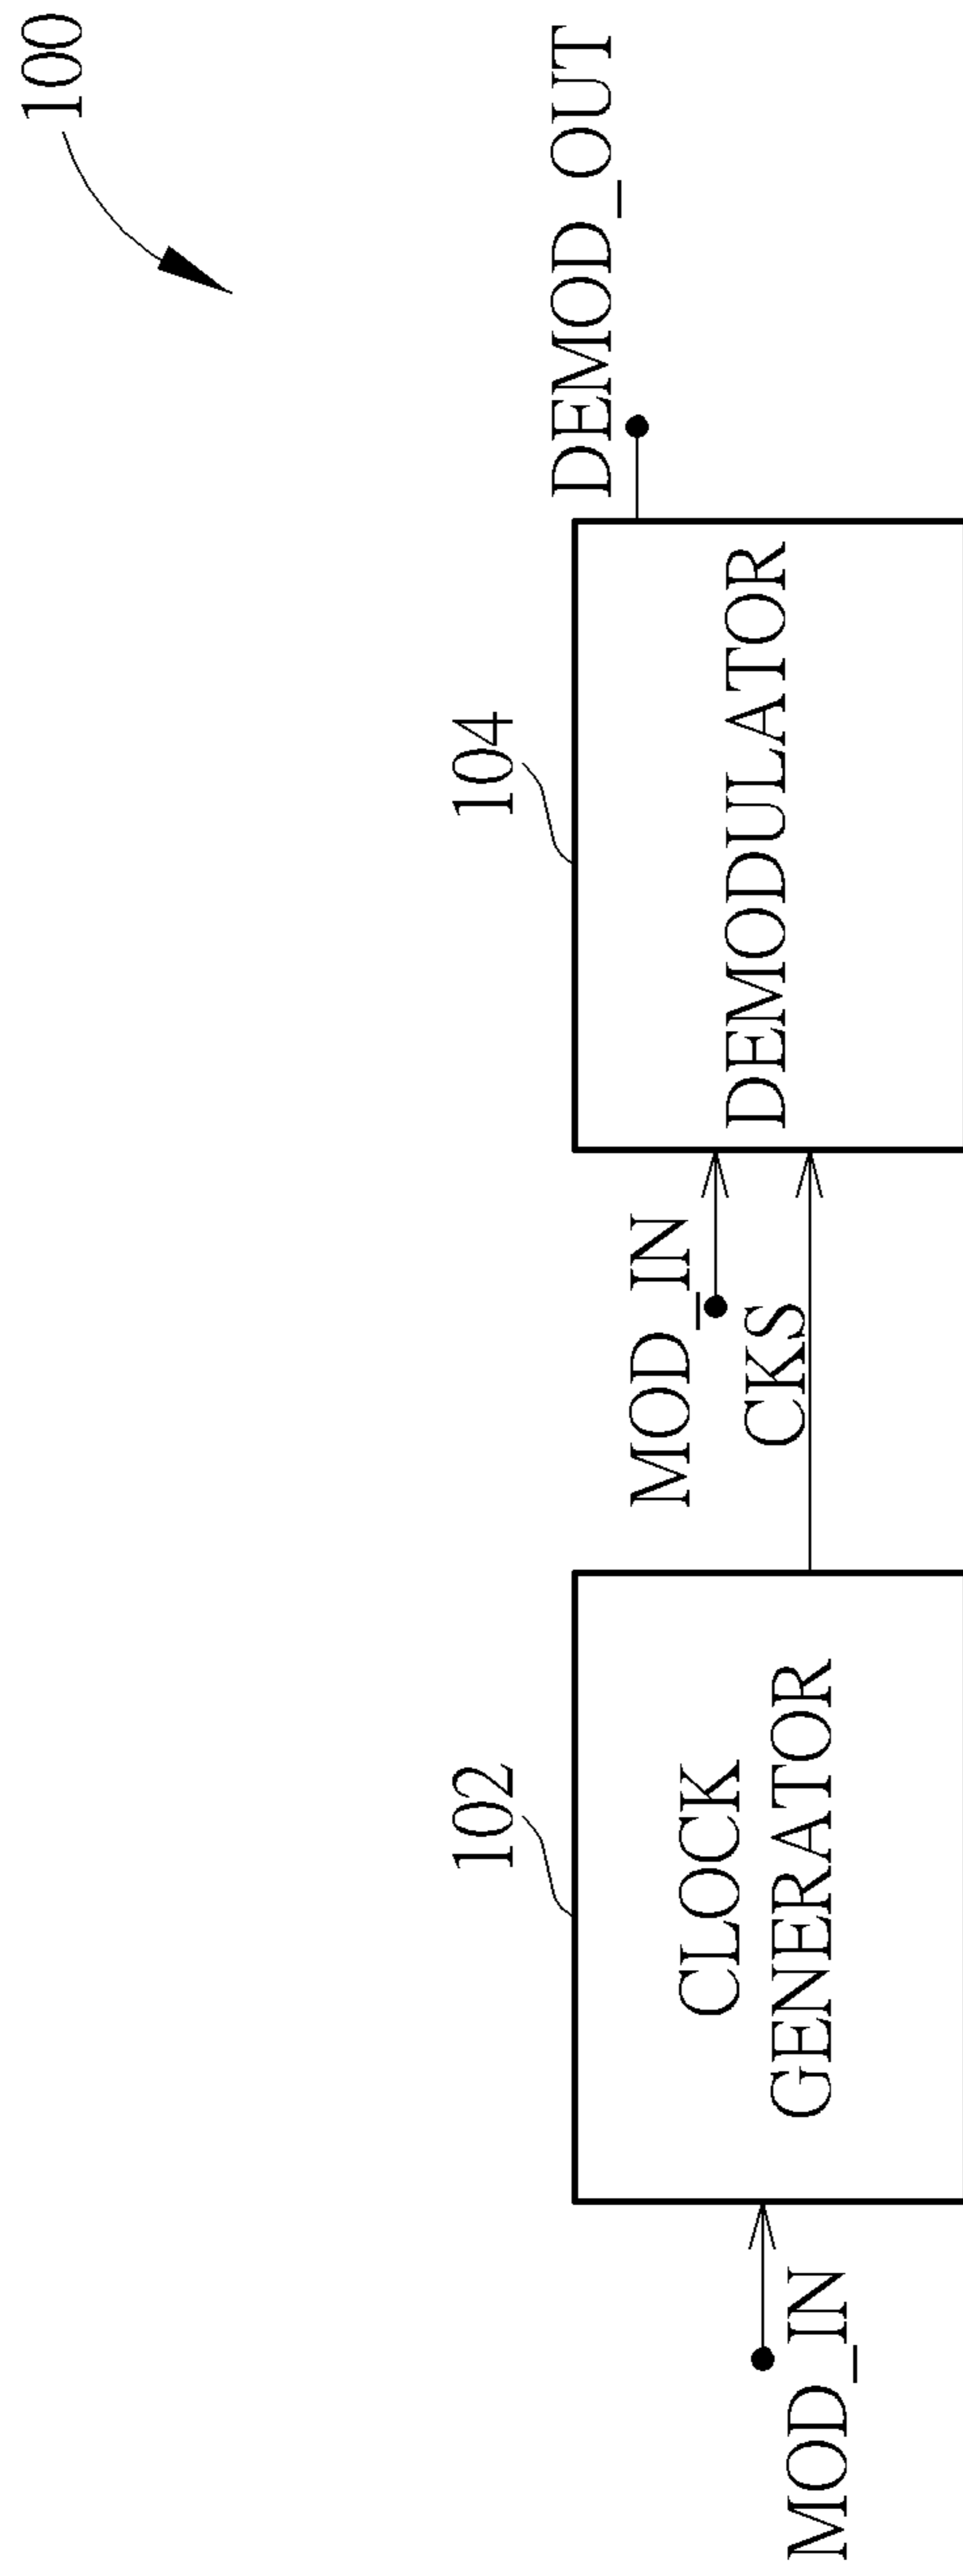 100
102
104
MOD_IN
CLOCK
GENERATOR
MOD_IN
CKS
DEMODULATOR
DEMOD_OUT